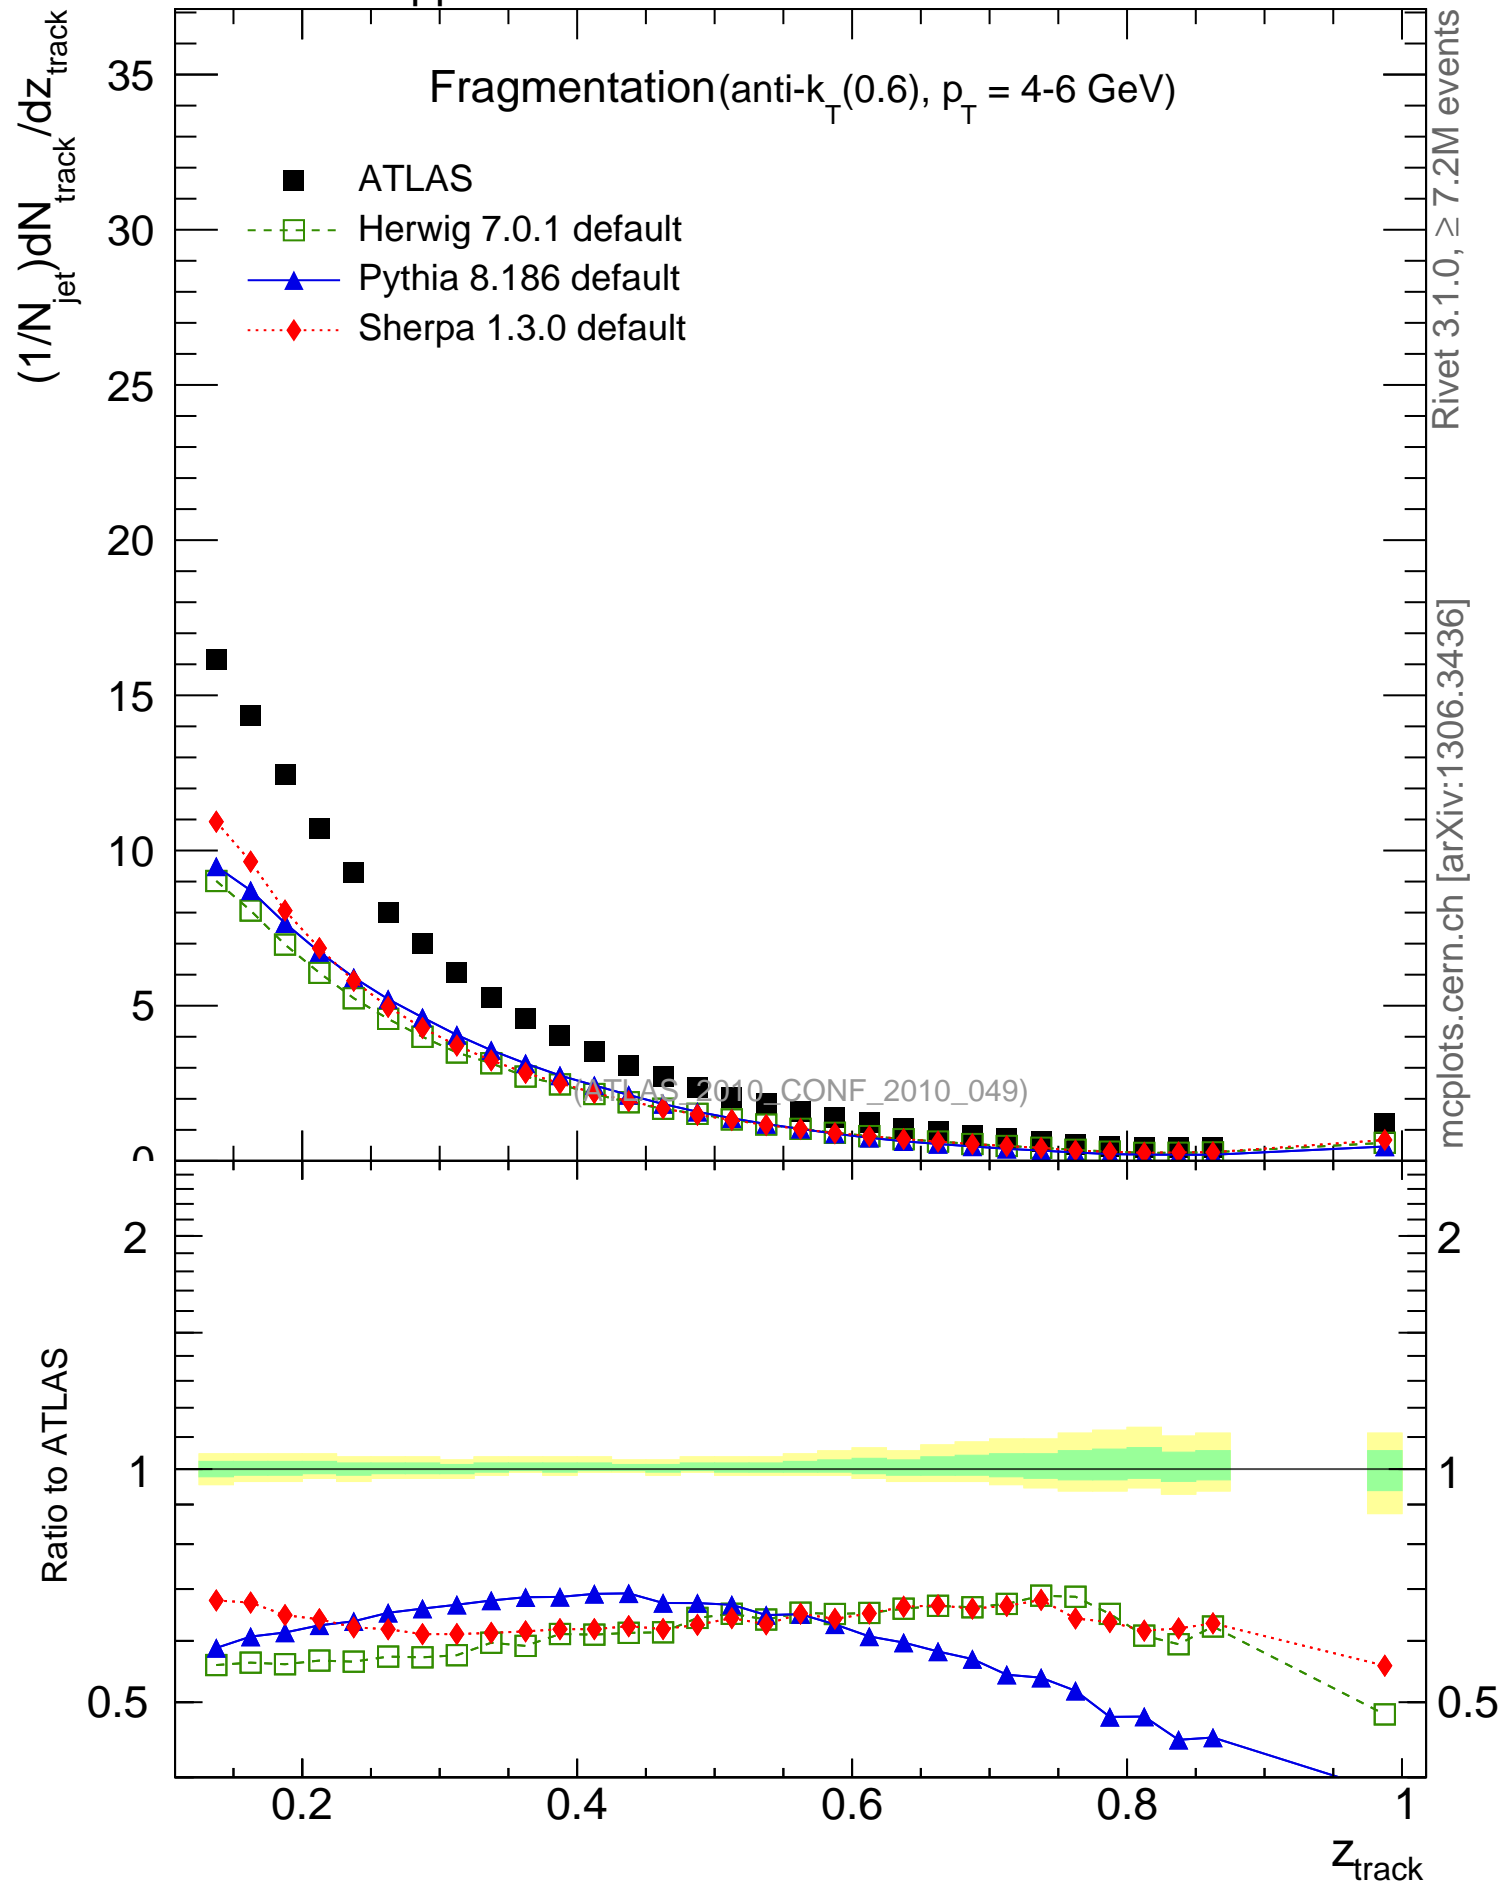 pp
Fragmentation (anti-k_T(0.6), p_T = 4-6 GeV)
(1/N_jet)dN_track/dz_track
ATLAS
Herwig 7.0.1 default
Pythia 8.186 default
Sherpa 1.3.0 default
35
30
25
20
15
10
5
0
(ATLAS_2010_CONF_2010_049)
Rivet 3.1.0, ≥ 7.2M events
mcplots.cern.ch [arXiv:1306.3436]
Ratio to ATLAS
2
1
0.5
2
1
0.5
0.2
0.4
0.6
0.8
1
z_track